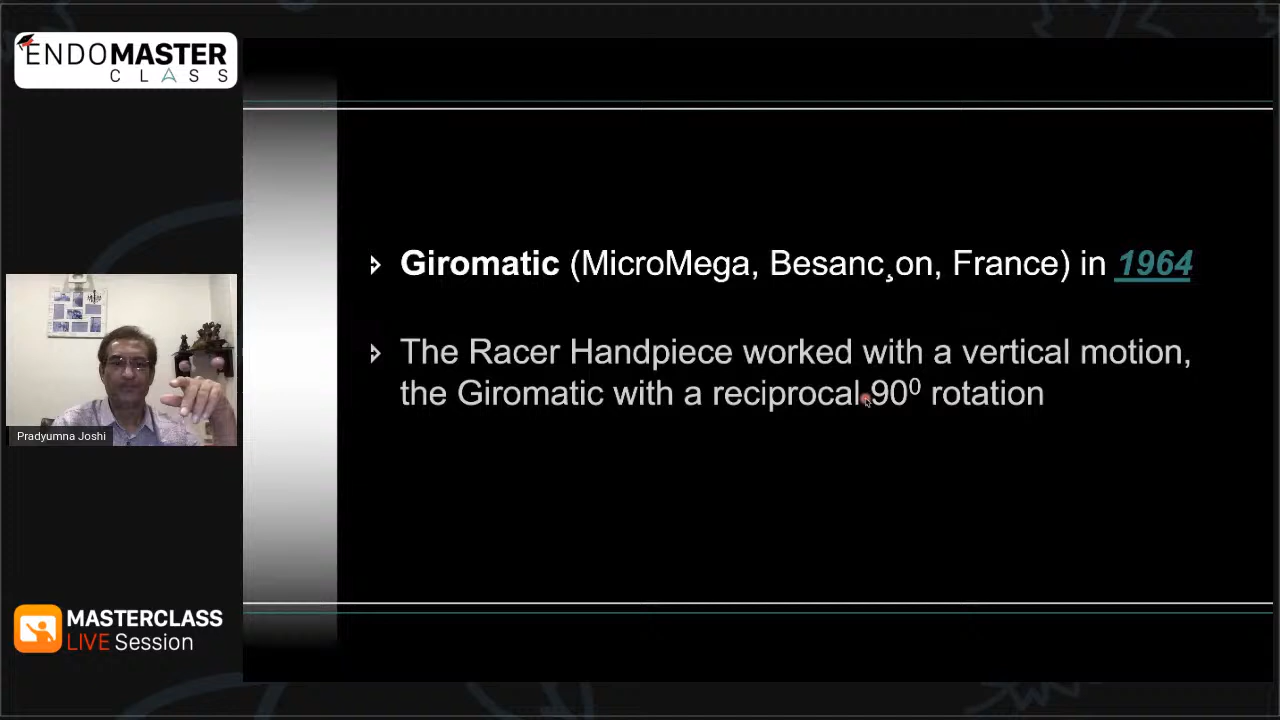 ENDOMASTER
CLASS
Giromatic (MicroMega, Besanc¸on, France) in 1964
The Racer Handpiece worked with a vertical motion,
the Giromatic with a reciprocal 90⁰ rotation
Pradyumna Joshi
MASTERCLASS
LIVE Session